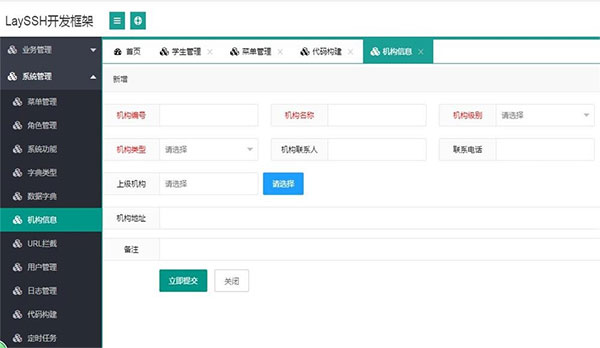 LaySSH开发框架
业务管理
系统管理
菜单管理
角色管理
系统功能
字典类型
数据字典
机构信息
URL拦截
用户管理
日志管理
代码构建
定时任务
首页 学生管理 菜单管理 代码构建 机构信息
新增
机构编号 机构名称 机构级别 请选择
机构类型 请选择 机构联系人 联系电话
上级机构 请选择 请选择
机构地址
备注
立即提交 关闭